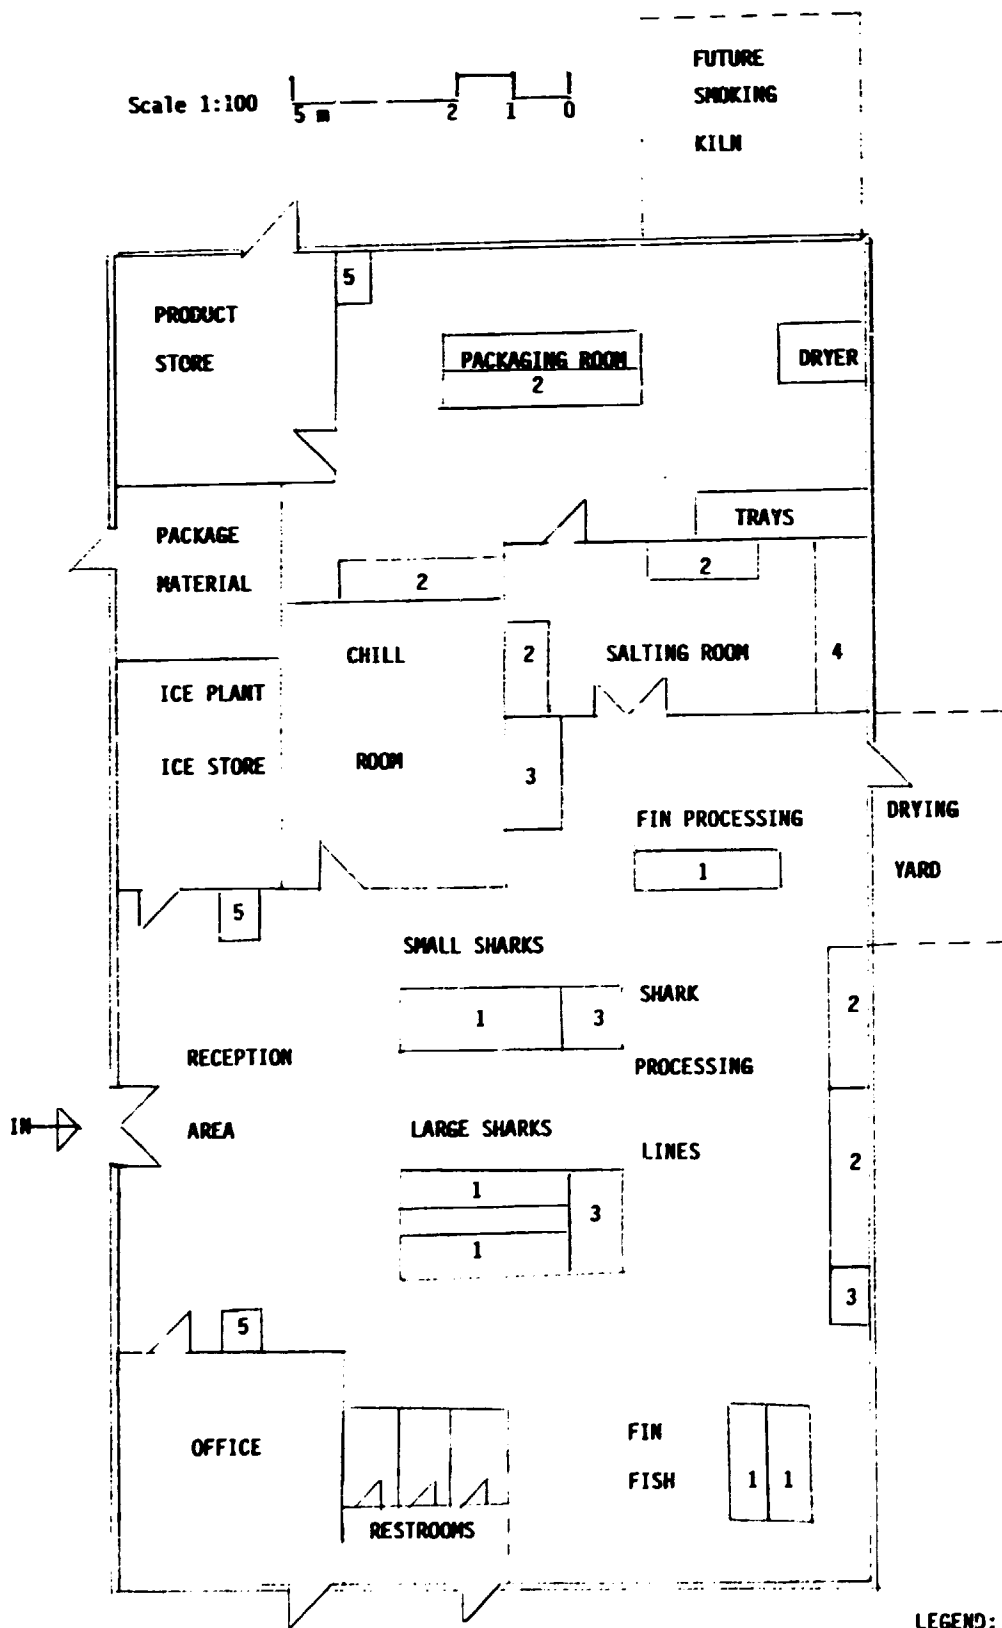 FUTURE
SMOKING
KILN
Scale 1:100
5 m 2 1 0
5
PRODUCT
STORE
PACKAGING ROOM
2
DRYER
TRAYS
PACKAGE
MATERIAL
2
2
CHILL
2
SALTING ROOM
4
ICE PLANT
ICE STORE
ROOM
3
FIN PROCESSING
1
DRYING
YARD
5
SMALL SHARKS
1 3
SHARK
2
RECEPTION
PROCESSING
IN
AREA
LARGE SHARKS
LINES
2
1
3
1
3
5
OFFICE
FIN
FISH
1 1
RESTROOMS
LEGEND: